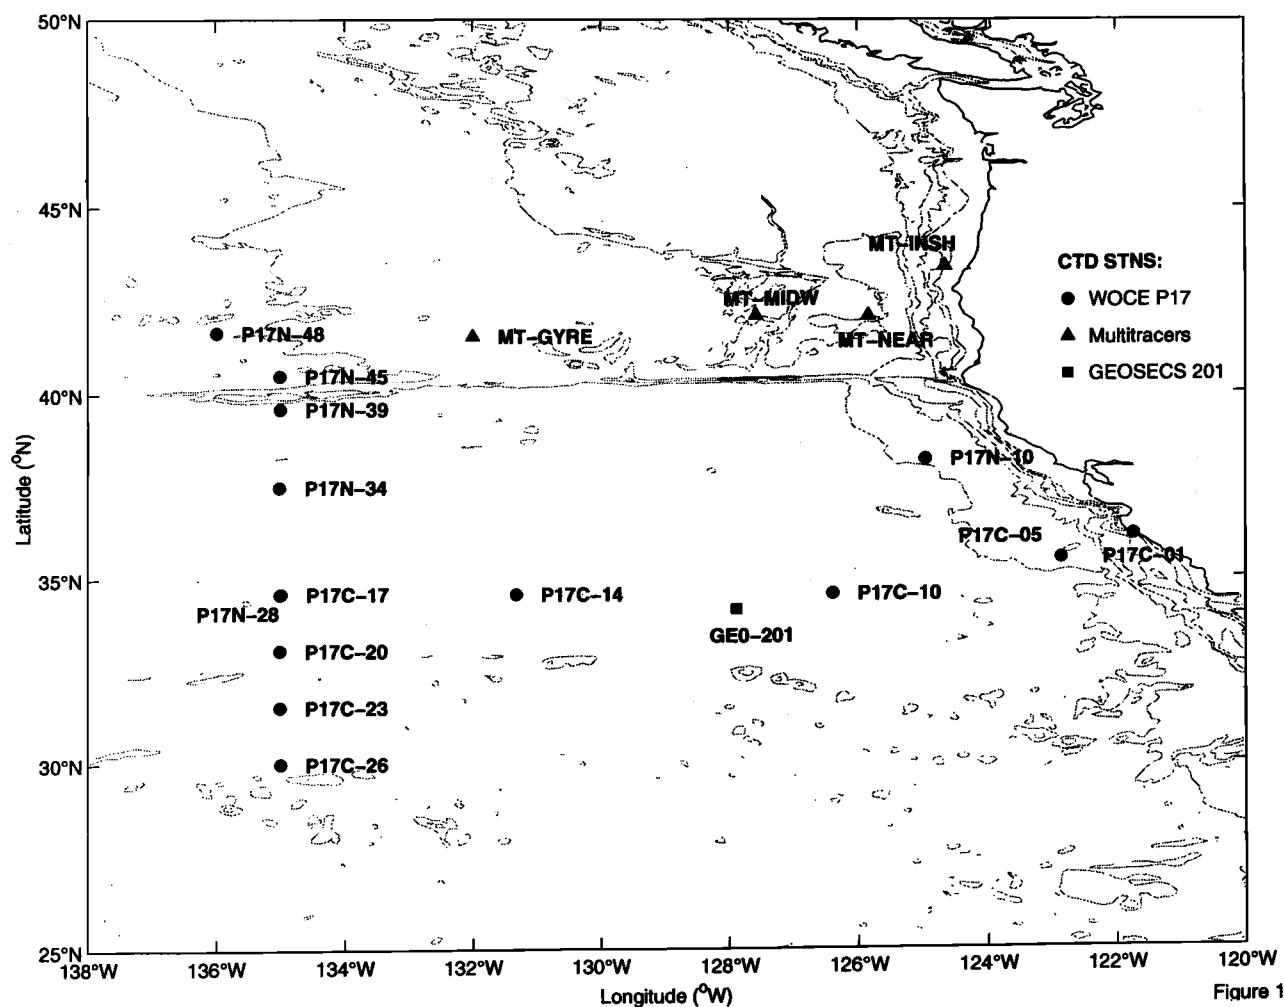 50°N
45°N
40°N
35°N
30°N
25°N
Latitude (°N)
MT-INSH
CTD STNS:
WOCE P17
Multitracers
GEOSECS 201
MT-MIDW
MT-NEAR
P17N-48
MT-GYRE
P17N-45
P17N-39
P17N-10
P17N-34
P17C-05
P17C-01
P17C-17
P17C-14
P17C-10
P17N-28
GE0-201
P17C-20
P17C-23
P17C-26
138°W
136°W
134°W
132°W
130°W
128°W
126°W
124°W
122°W
120°W
Longitude (°W)
Figure 1